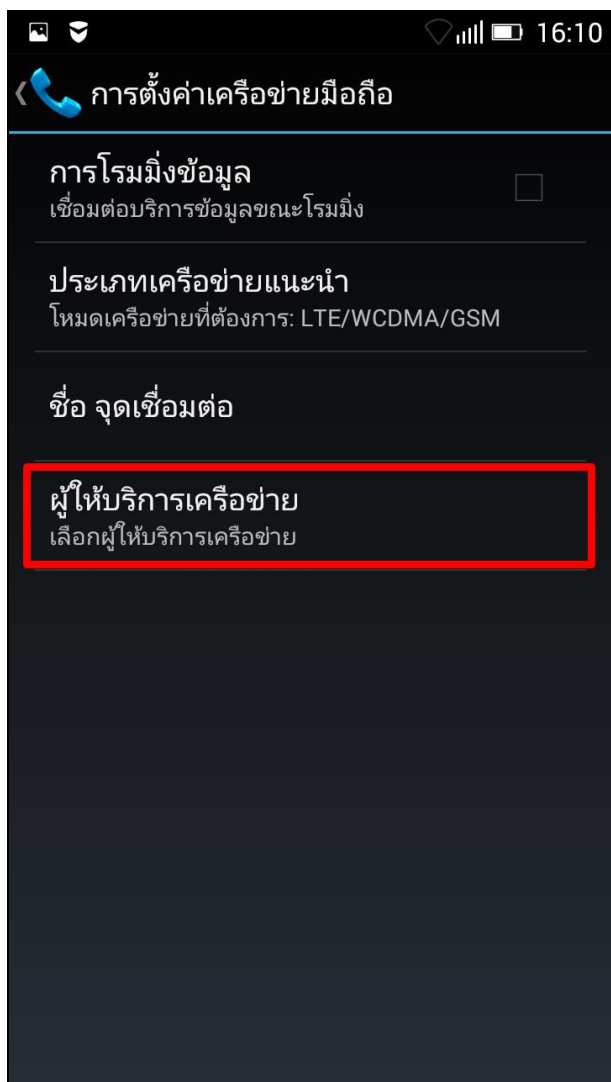 16:10
การตั้งค่าเครือข่ายมือถือ
การโรมมิ่งข้อมูล
เชื่อมต่อบริการข้อมูลขณะโรมมิ่ง
ประเภทเครือข่ายแนะนำ
โหมดเครือข่ายที่ต้องการ: LTE/WCDMA/GSM
ชื่อ จุดเชื่อมต่อ
ผู้ให้บริการเครือข่าย
เลือกผู้ให้บริการเครือข่าย